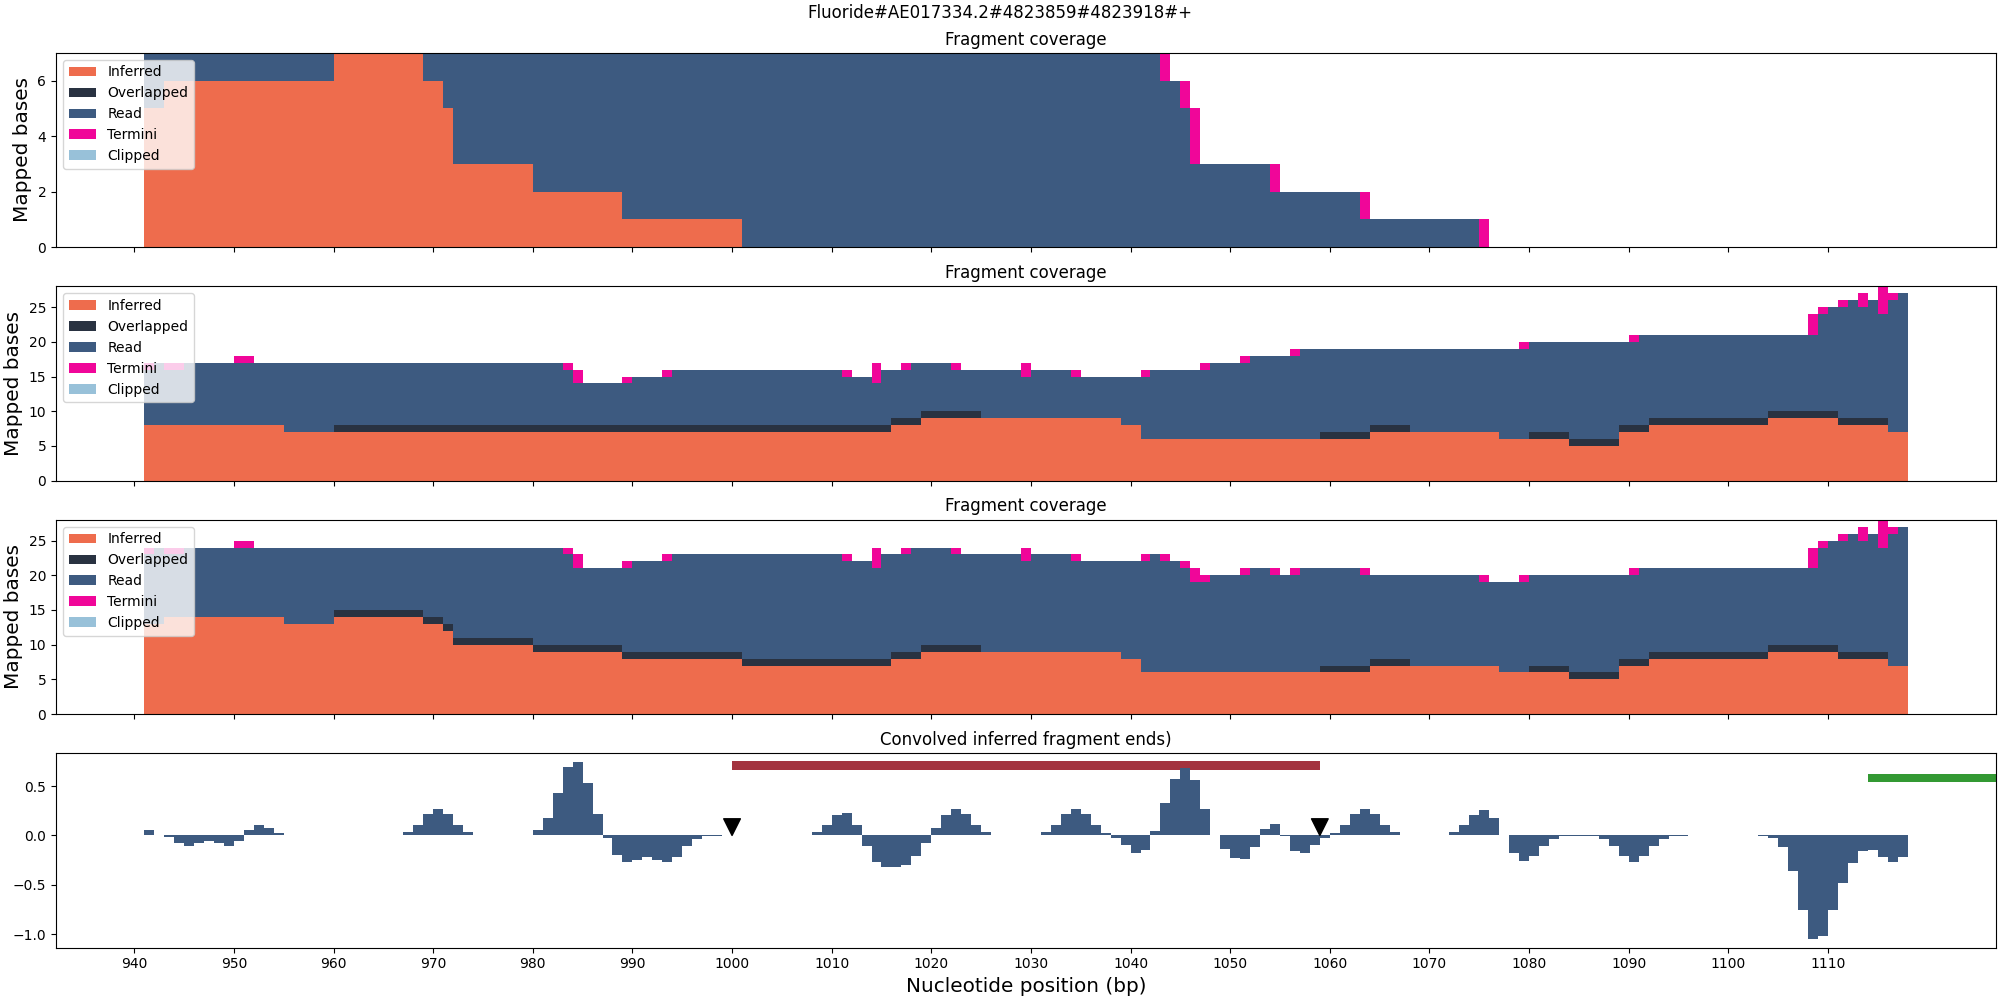 Fluoride#AE017334.2#4823859#4823918#+
Fragment coverage
Mapped bases
6
4
2
0
Inferred
Overlapped
Read
Termini
Clipped
Fragment coverage
Mapped bases
25
20
15
10
5
0
Inferred
Overlapped
Read
Termini
Clipped
Fragment coverage
Mapped bases
25
20
15
10
5
0
Inferred
Overlapped
Read
Termini
Clipped
Convolved inferred fragment ends)
0.5
0.0
−0.5
−1.0
940 950 960 970 980 990 1000 1010 1020 1030 1040 1050 1060 1070 1080 1090 1100 1110
Nucleotide position (bp)